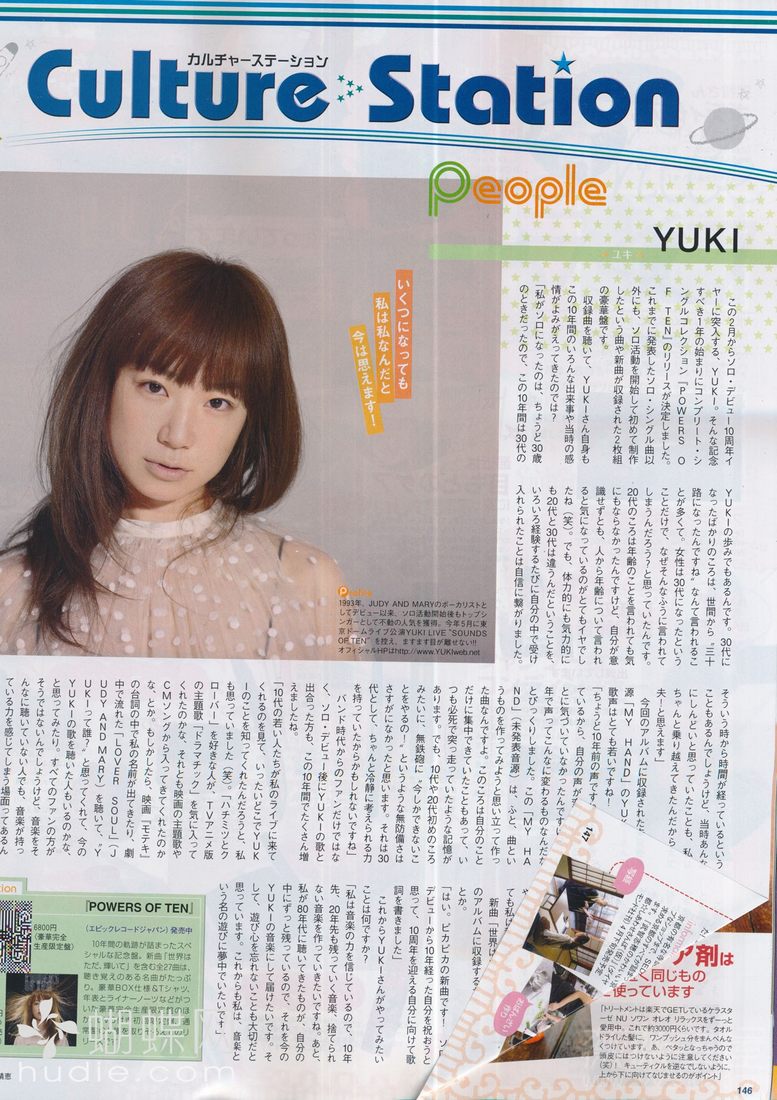 カルチャーステーション
Culture Station
People
YUKI
ユキ
いくつになっても
私は私なんだと
今は思えます!
この2月からソロ・デビュー10周年イ
ヤーに突入する、YUKI。そんな記念
すべき1年の始まりにコンプリート・シ
ングルコレクション『POWERS O
F TEN』のリリースが決定しました。
これまでに発表したソロ・シングル曲以
外にも、ソロ活動を開始して初めて制作
したという曲や新曲が収録された2枚組
の豪華盤です。
収録曲を聴いて、YUKIさん自身も
この10年間のいろんな出来事や当時の感
情がよみがえってきたのでは?
「私がソロになったのは、ちょうど30歳
のときだったので、この10年間は30代の
YUKIの歩みでもあるんです。30代に
なったばかりのころは、世間から"三十
路になったんですね"なんて言われるこ
とが多くて。女性は30代になったという
ことだけで、なぜそんなふうに言われて
しまうんだろう?と思っていたんです。
20代のころは年齢のことを言われても気
にもならなかったんですけど、自分が意
識せずとも、人から年齢について言われ
ると気になっているのがとてもイヤでし
たね(笑)。でも、体力的にも気力的に
も20代と30代は違うんだということを、
いろいろ経験するたびに自分の中で受け
入れられたことは自信に繋がりました。
Profile
1993年、JUDY AND MARYのボーカリストと
してデビュー以来、ソロ活動開始後もトップシ
ンガーとして不動の人気を獲得。今年5月に東
京ドームライブ公演YUKI LIVE "SOUNDS
OF TEN"を控え、ますます目が離せない!!
オフィシャルHPはhttp://www.YUKIweb.net
そういう時から時間が経っているという
こともあるんでしょうけど、当時あんな
にしんどいと思っていたことも、私
ちゃんと乗り越えてきたんだから
夫!と思えます」
今回のアルバムに収録された
源「MY HAND」のYU
歌声はとても若いですね!
「ちょうど10年前の声です
ているから、自分の声が
とに気づいていなかったんです
年で声ってこんなに変わるものなんだな
とびっくりしました。この「MY HA
ND」(未発表音源)は、ふと、曲とい
うものを作ってみようと思い立って作っ
た曲なんですよ。このころは自分のこと
だけに集中できていたこともあって、い
つも必死で突っ走っていたような記憶が
あります。でも、10代や20代初めのころ
みたいに、無鉄砲に"今しかできないこ
とをやるの!"というような無防備さは
さすがになかったと思います。それは30
代として、ちゃんと冷静に考えられる力
を持っていたからかもしれないですね」
バンド時代からのファンだけではな
く、ソロ・デビュー後にYUKIの歌と
出会った方も、この10年間でたくさん増
えましたね。
「10代の若い人たちが私のライブに来て
くれるのを見て、いったいどこでYUK
Iのことを知ってくれたんだろうと、私
も思っていました(笑)。「ハチミツとク
ローバー」を好きな人が、TVアニメ版
の主題歌「ドラマチック」を気に入って
くれたのかな、それとも映画の主題歌や
CMソングから入ってきてくれたのか
な、とか。もしかしたら、映画「モテキ」
の台詞の中で私の名前が出てきたり、劇
中で流れた「LOVER SOUL」(J
UDY AND MARY)を聴いて、"Y
UKIって誰?"と思ってくれて、今の
YUKIの歌を聴いた人もいるのかな、
と思ってみたり。すべてのファンの方が
そうではないんでしょうけど、音楽をそ
んなに聴いていない人でも、音楽が持っ
ている力を感じてしまう場面ってあるん
ても私は
新曲「世界は
のアルバムに収録する
とか。
「はい。ピカピカの新曲です!
デビューから10年経った自分を祝おうと
思って、10周年を迎える自分に向けて歌
詞を書きました」
これからYUKIさんがやってみたい
ことは何ですか?
「私は音楽の力を信じているので、10年
先、20年先も残っていく音楽、捨てられ
ない音楽を作っていきたいですね。あと、
私が80年代に聴いてきたものが、自分の
中にずっと残っているので、それを今の
YUKIの音楽にして届けたいです。そ
して、遊び心を忘れないことも大切だと
思っています。これからも私は、音楽と
いう名の遊びに夢中でいたいです」
『POWERS OF TEN』
6800円
(豪華完全
生産限定盤)
(エピックレコードジャパン)発売中
10年間の軌跡が詰まったスペ
シャルな記念盤。新曲「世界は
ただ、輝いて」を含む全27曲は、
聴き覚えのある名曲がたっぷ
り。豪華BOX仕様&Tシャツ、
年表とライナーノーツなどがつ
147
ア剤は
く同じもの
と使っています
「トリートメントは楽天でGETしているケラスタ
ーゼ NU ソワン オレオ リラックスをずーっと
愛用中。これで約3000円くらいです。タオル
ドライした髪に、ワンプッシュ分をまんべんな
くつけています。あ、ベタッとなっちゃうので
頭皮にはつけないように注意してください
(笑)! キューティクルを逆なでしないように、
上から下に向けてなじませるのがポイント」
146
hudie.com